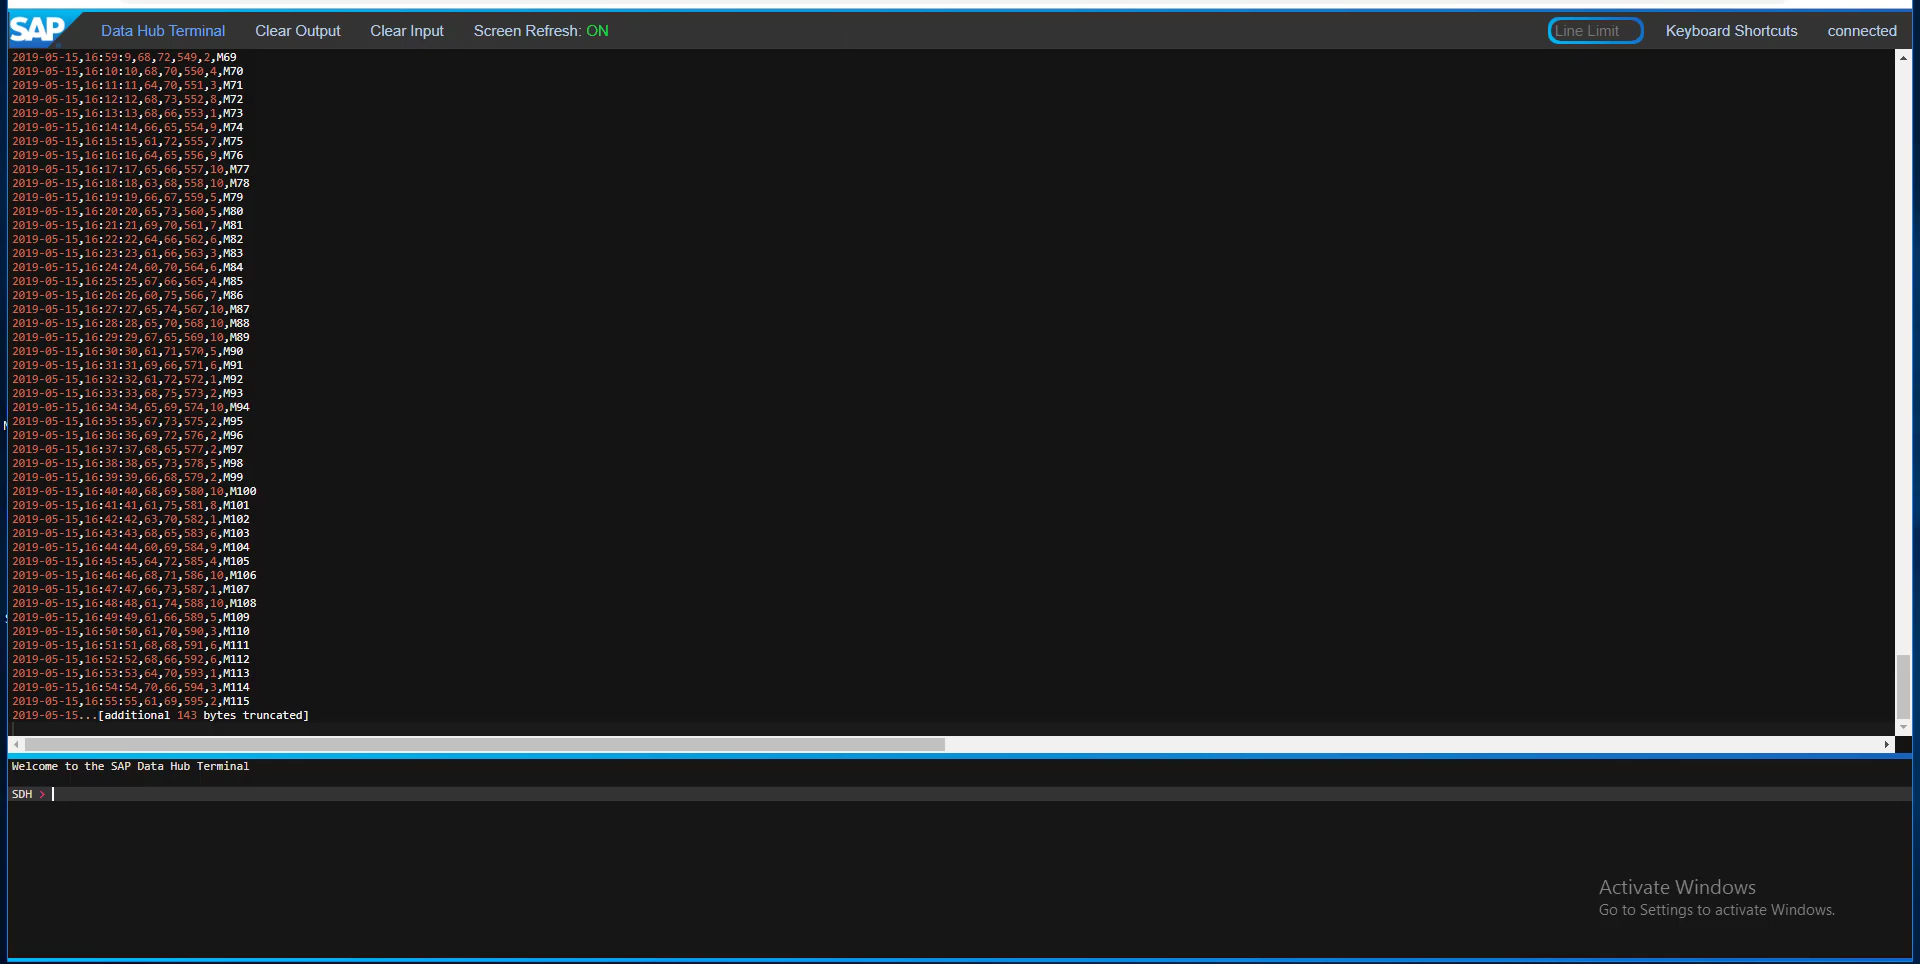 SAP Data Hub Terminal Clear Output Clear Input Screen Refresh: ON Line Limit Keyboard Shortcuts connected
2019-05-15,16:59:9,68,72,549,2,M69
2019-05-15,16:10:10,68,70,550,4,M70
2019-05-15,16:11:11,64,70,551,3,M71
2019-05-15,16:12:12,68,73,552,8,M72
2019-05-15,16:13:13,68,66,553,1,M73
2019-05-15,16:14:14,66,65,554,9,M74
2019-05-15,16:15:15,61,72,555,7,M75
2019-05-15,16:16:16,64,65,556,9,M76
2019-05-15,16:17:17,65,66,557,10,M77
2019-05-15,16:18:18,63,68,558,10,M78
2019-05-15,16:19:19,66,67,559,5,M79
2019-05-15,16:20:20,65,73,560,5,M80
2019-05-15,16:21:21,69,70,561,7,M81
2019-05-15,16:22:22,64,66,562,6,M82
2019-05-15,16:23:23,61,66,563,3,M83
2019-05-15,16:24:24,60,70,564,6,M84
2019-05-15,16:25:25,67,66,565,4,M85
2019-05-15,16:26:26,60,75,566,7,M86
2019-05-15,16:27:27,65,74,567,10,M87
2019-05-15,16:28:28,65,70,568,10,M88
2019-05-15,16:29:29,67,65,569,10,M89
2019-05-15,16:30:30,61,71,570,5,M90
2019-05-15,16:31:31,69,66,571,6,M91
2019-05-15,16:32:32,61,72,572,1,M92
2019-05-15,16:33:33,68,75,573,2,M93
2019-05-15,16:34:34,65,69,574,10,M94
2019-05-15,16:35:35,67,73,575,2,M95
2019-05-15,16:36:36,69,72,576,2,M96
2019-05-15,16:37:37,68,65,577,2,M97
2019-05-15,16:38:38,65,73,578,5,M98
2019-05-15,16:39:39,66,68,579,2,M99
2019-05-15,16:40:40,68,69,580,10,M100
2019-05-15,16:41:41,61,75,581,8,M101
2019-05-15,16:42:42,63,70,582,1,M102
2019-05-15,16:43:43,68,65,583,6,M103
2019-05-15,16:44:44,60,69,584,9,M104
2019-05-15,16:45:45,64,72,585,4,M105
2019-05-15,16:46:46,68,71,586,10,M106
2019-05-15,16:47:47,66,73,587,1,M107
2019-05-15,16:48:48,61,74,588,10,M108
2019-05-15,16:49:49,61,66,589,5,M109
2019-05-15,16:50:50,61,70,590,3,M110
2019-05-15,16:51:51,68,68,591,6,M111
2019-05-15,16:52:52,68,66,592,6,M112
2019-05-15,16:53:53,64,70,593,1,M113
2019-05-15,16:54:54,70,66,594,3,M114
2019-05-15,16:55:55,61,69,595,2,M115
2019-05-15...[additional 143 bytes truncated]
Welcome to the SAP Data Hub Terminal
SDH >
Activate Windows
Go to Settings to activate Windows.